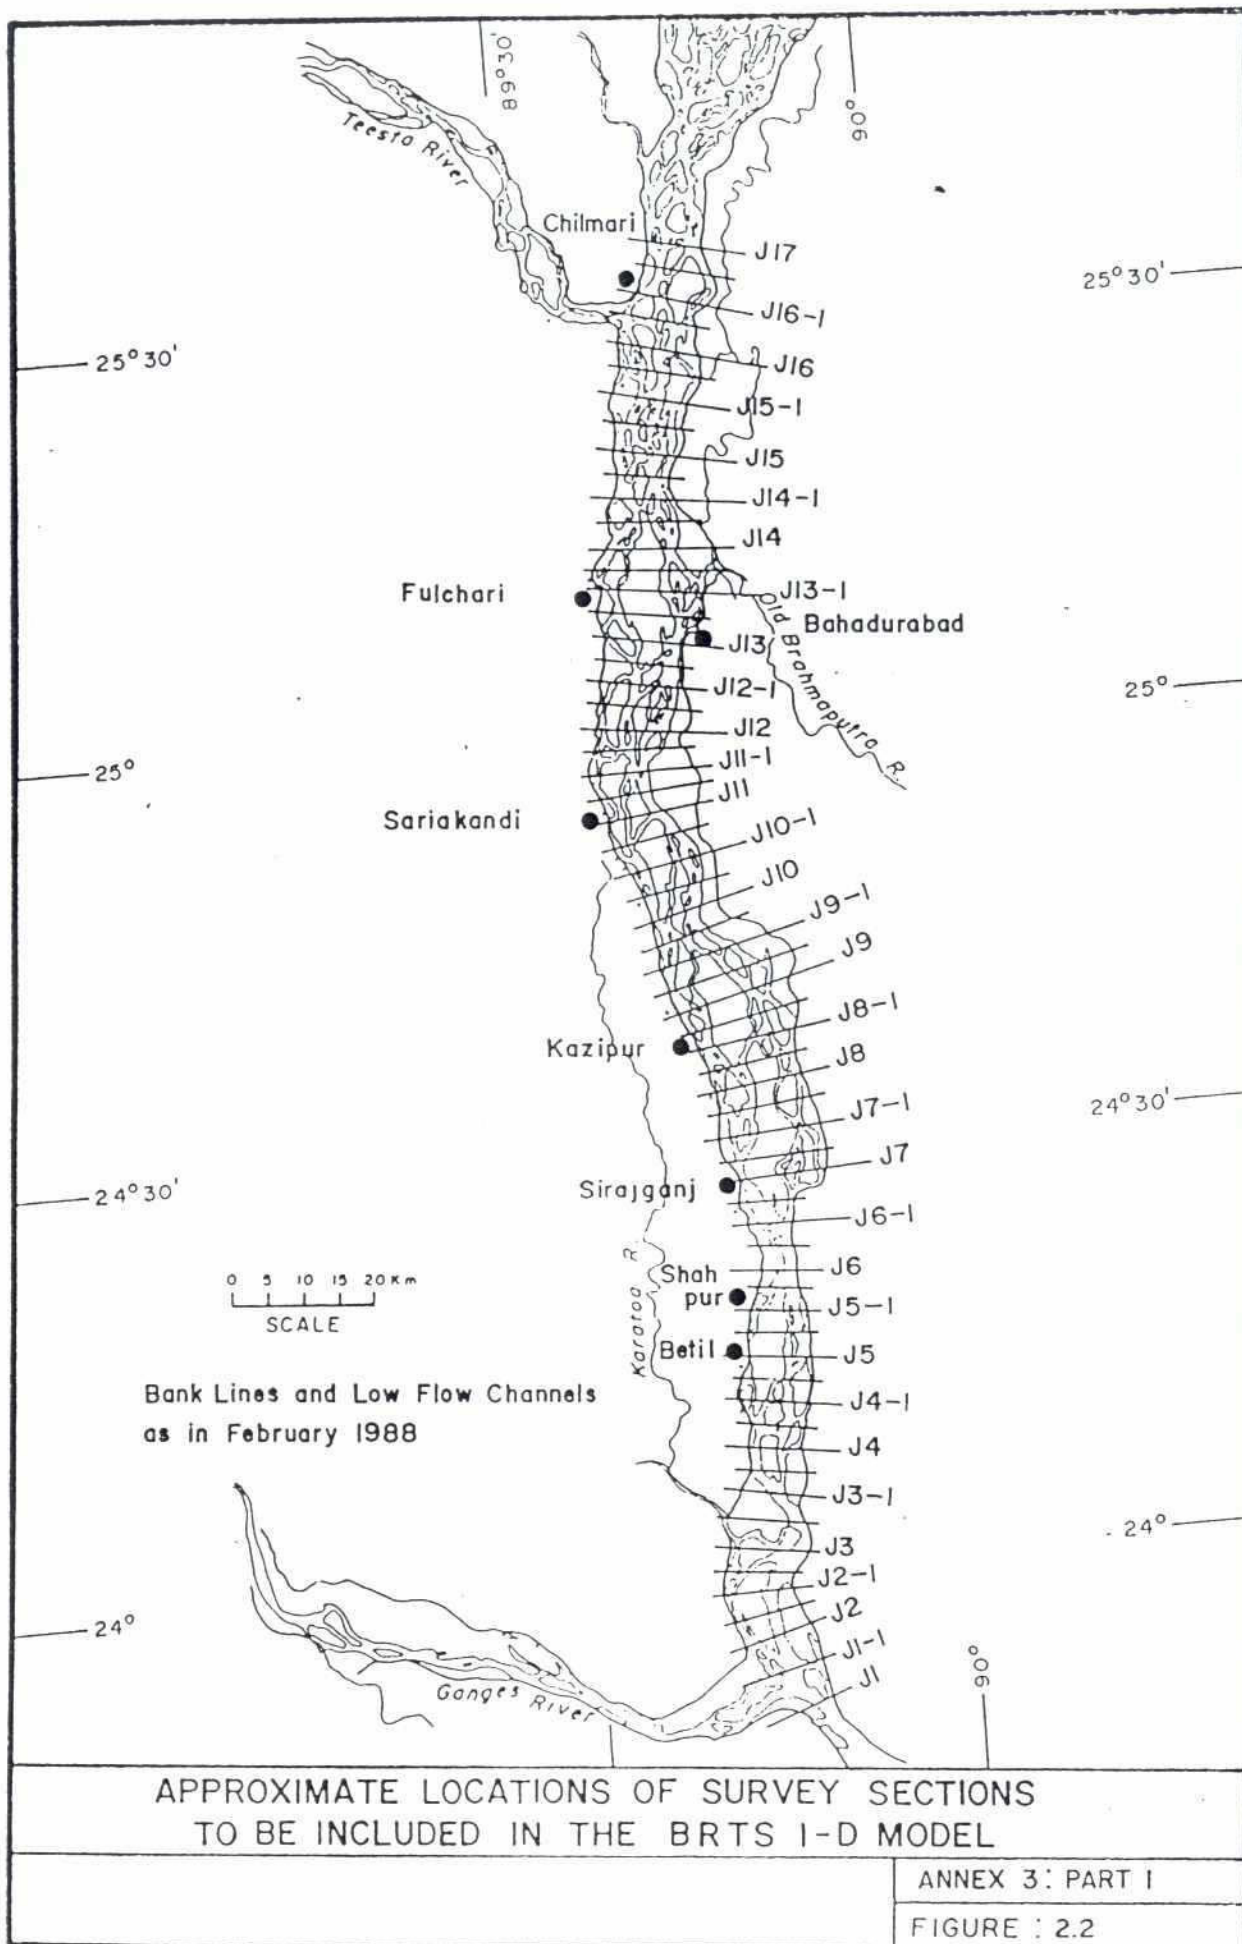 89°30'
90°
Teesta River
Chilmari
J17
25°30'
J16-1
25°30'
J16
J15-1
J15
J14-1
J14
Fulchari
J13-1
Old Brahmaputra R.
Bahadurabad
J13
J12-1
25°
J12
J11-1
25°
J11
Sariakandi
J10-1
J10
J9-1
J9
J8-1
Kazipur
J8
24°30'
J7-1
J7
Sirajganj
24°30'
J6-1
Karatoa R
J6
Shah
pur
0 5 10 15 20 Km
SCALE
J5-1
Betil
J5
Bank Lines and Low Flow Channels
as in February 1988
J4-1
J4
J3-1
24°
J3
J2-1
J2
24°
J1-1
J1
90°
Ganges River
APPROXIMATE LOCATIONS OF SURVEY SECTIONS
TO BE INCLUDED IN THE BRTS 1-D MODEL
ANNEX 3: PART 1
FIGURE : 2.2